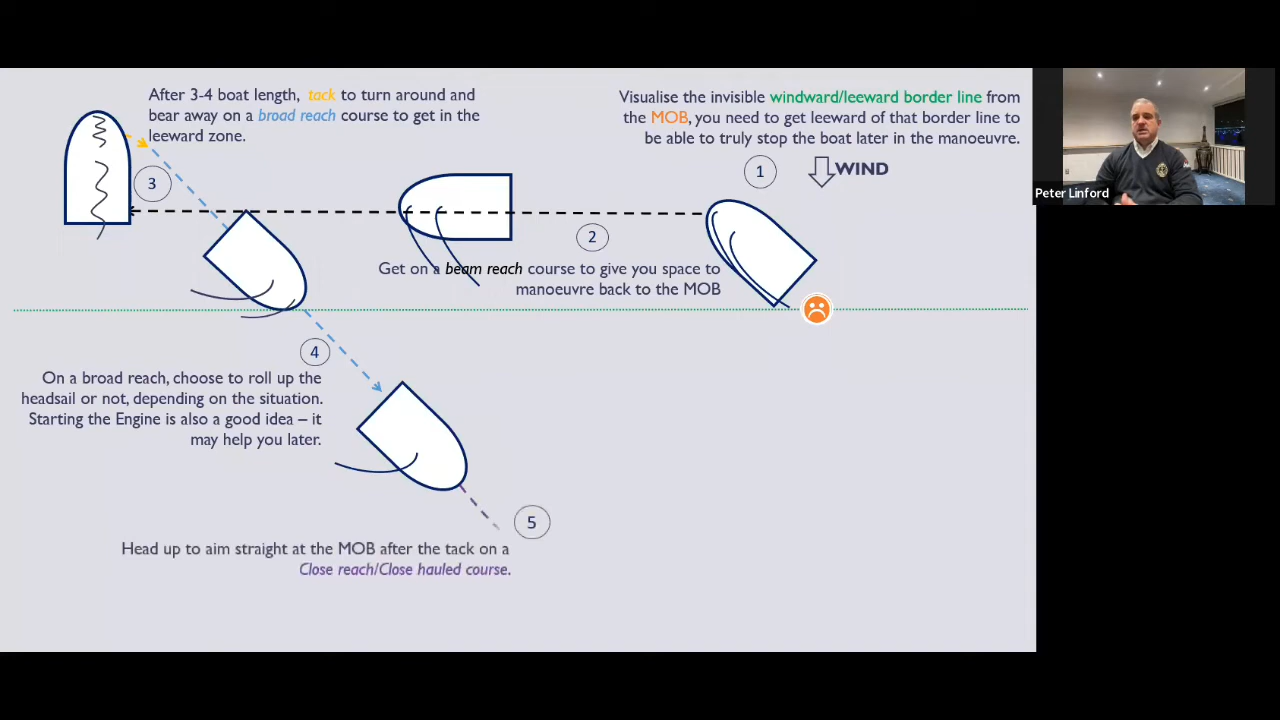 After 3-4 boat length, tack to turn around and
bear away on a broad reach course to get in the
leeward zone.
Visualise the invisible windward/leeward border line from
the MOB, you need to get leeward of that border line to
be able to truly stop the boat later in the manoeuvre.
1
WIND
Peter Linford
3
2
Get on a beam reach course to give you space to
manoeuvre back to the MOB
4
On a broad reach, choose to roll up the
headsail or not, depending on the situation.
Starting the Engine is also a good idea – it
may help you later.
5
Head up to aim straight at the MOB after the tack on a
Close reach/Close hauled course.